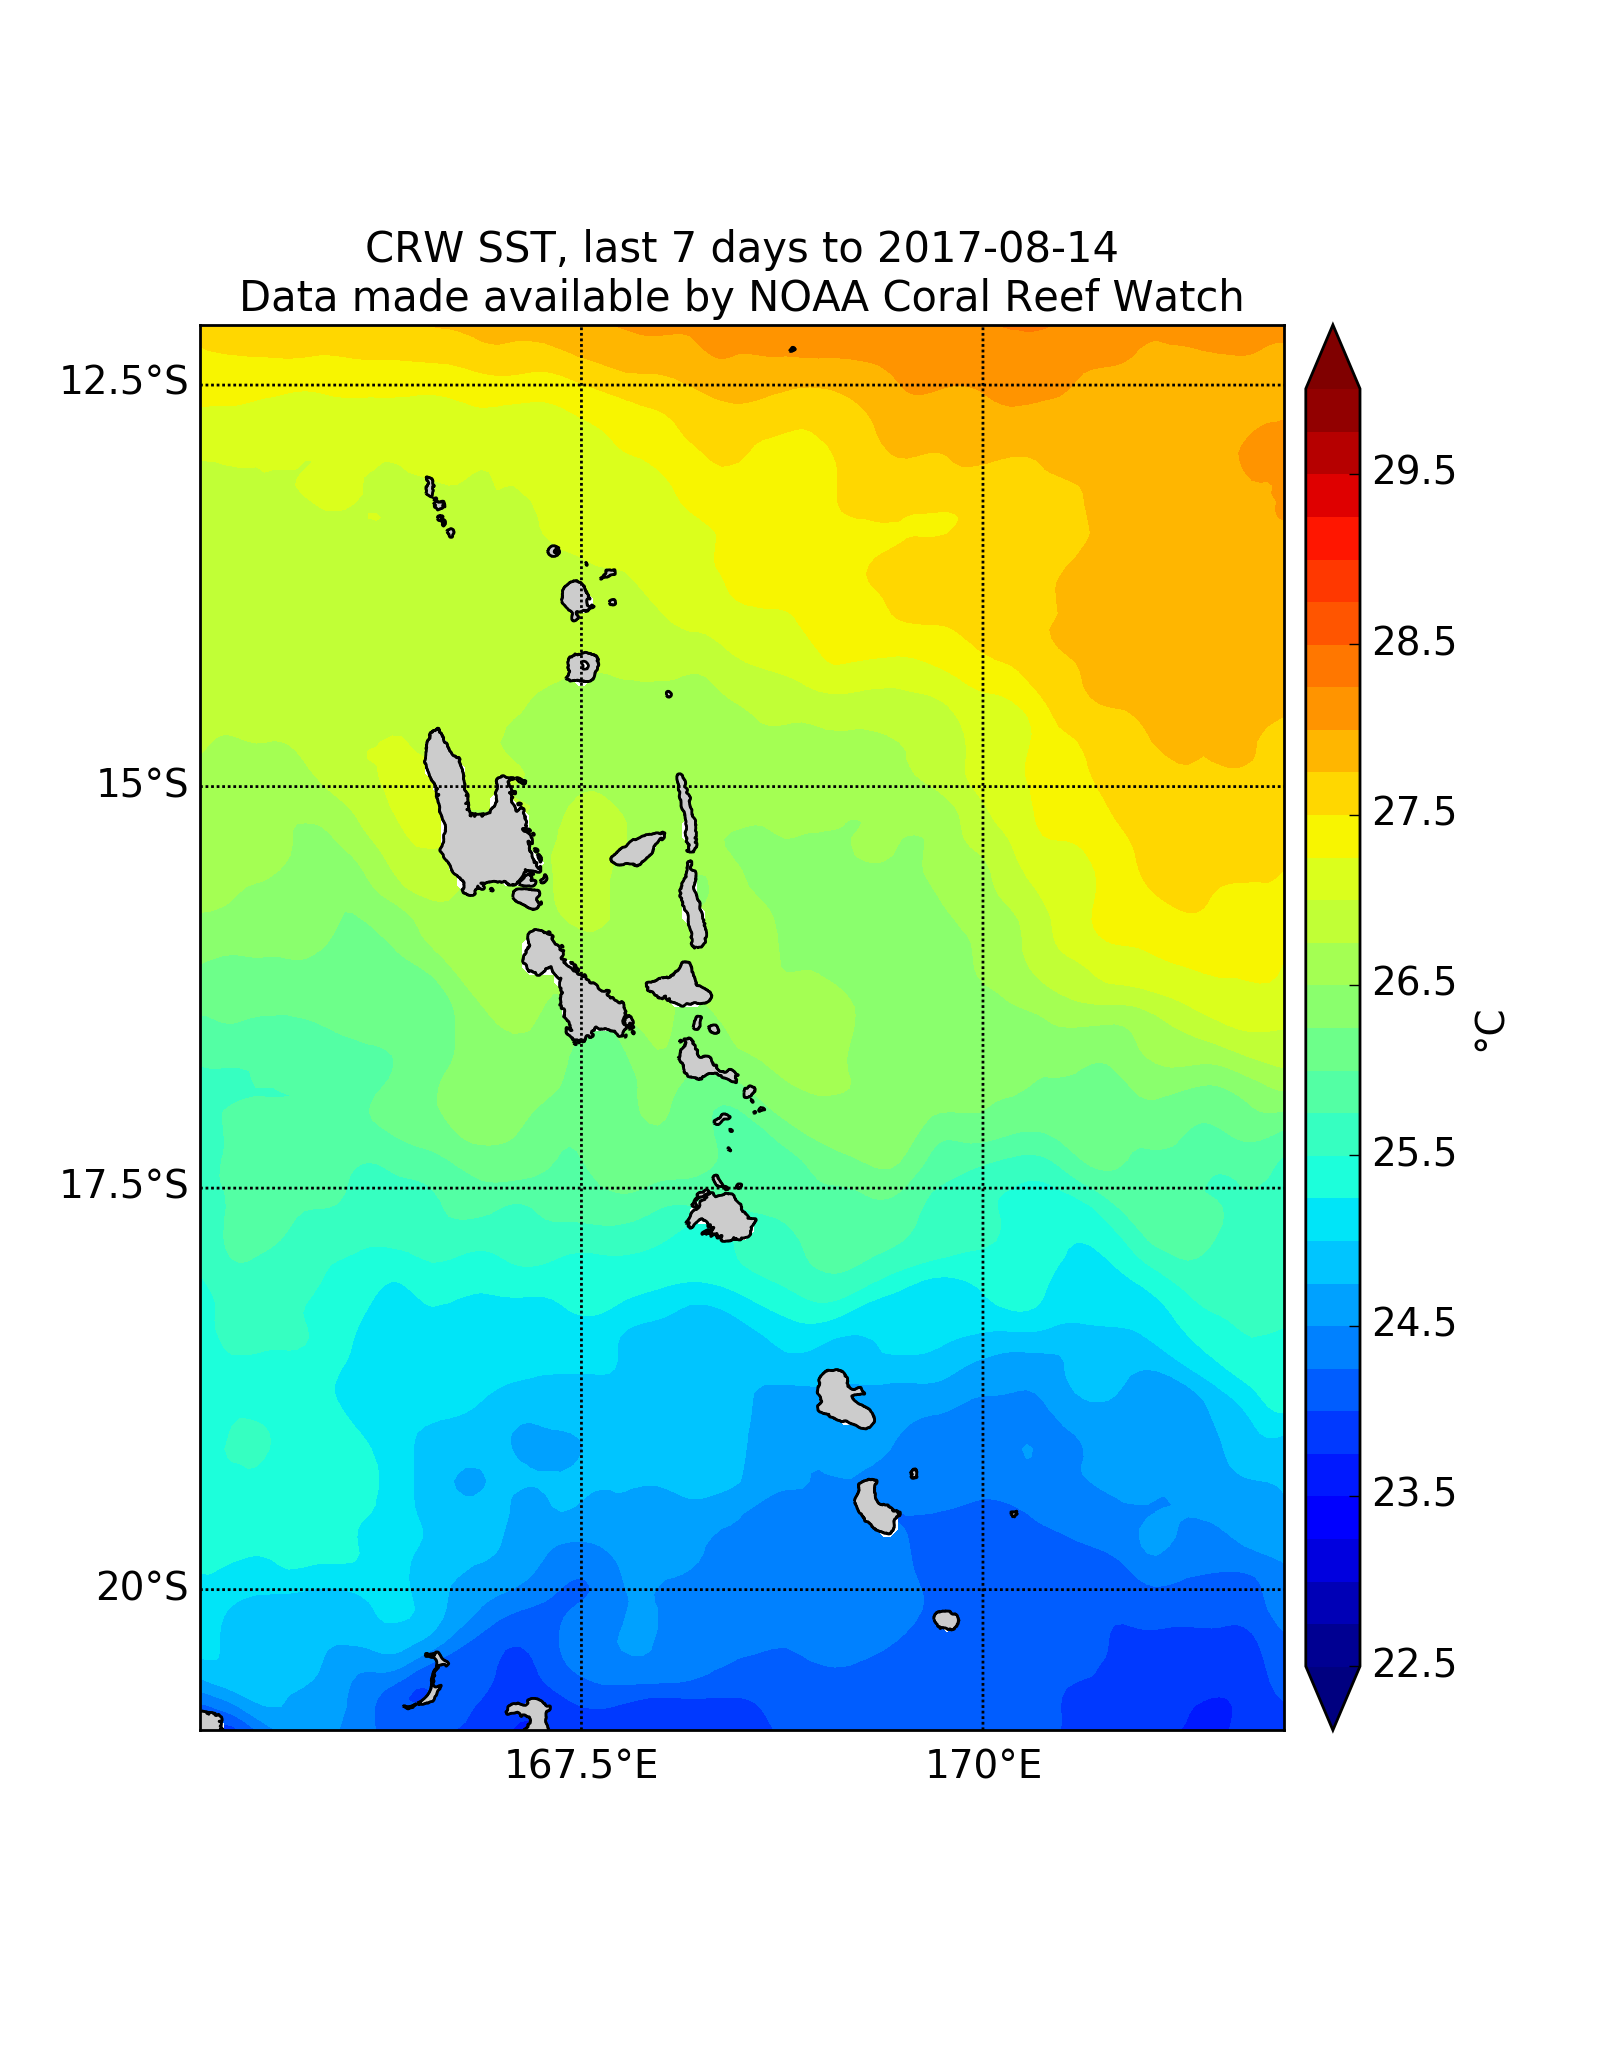 CRW SST, last 7 days to 2017-08-14
Data made available by NOAA Coral Reef Watch
12.5°S
15°S
17.5°S
20°S
167.5°E
170°E
29.5
28.5
27.5
26.5
25.5
24.5
23.5
22.5
°C